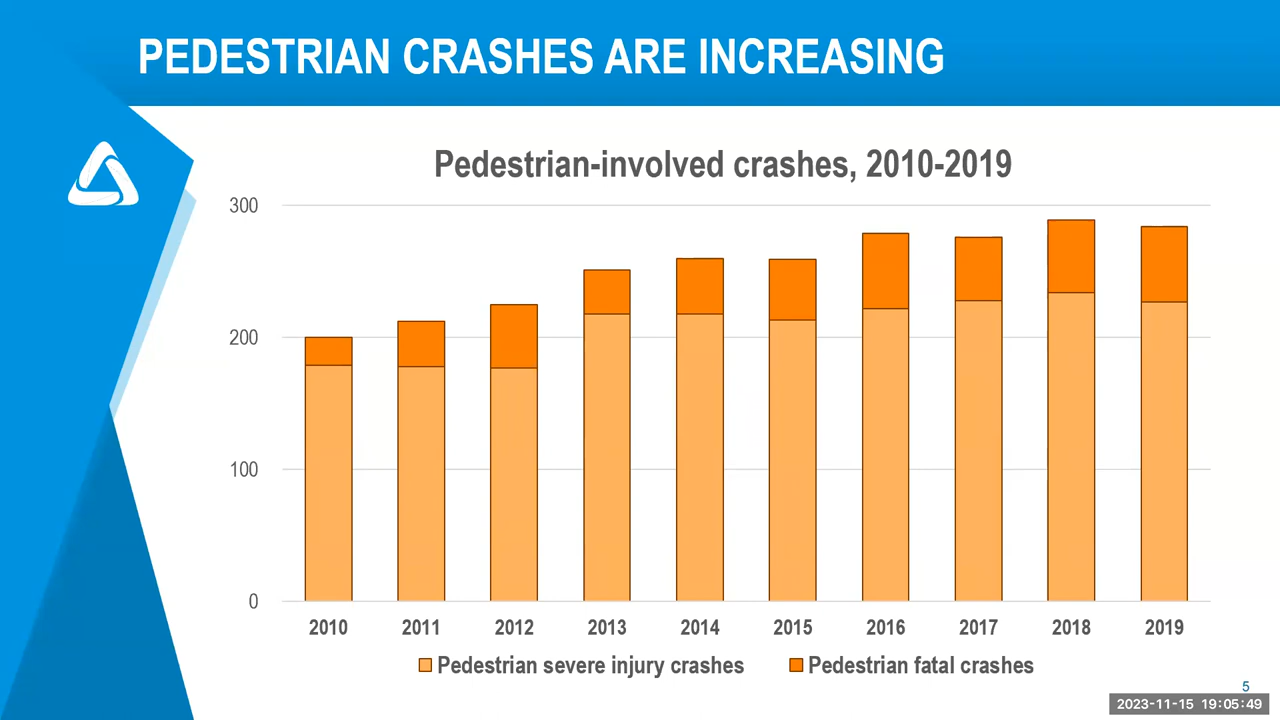 PEDESTRIAN CRASHES ARE INCREASING
Pedestrian-involved crashes, 2010-2019
300
200
100
0
2010 2011 2012 2013 2014 2015 2016 2017 2018 2019
Pedestrian severe injury crashes Pedestrian fatal crashes
5
2023-11-15 19:05:49